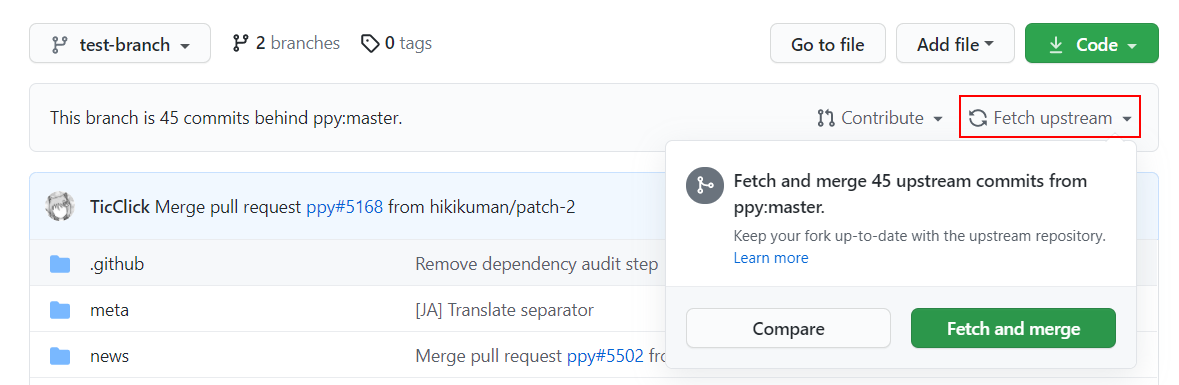 test-branch 2 branches 0 tags Go to file Add file Code
This branch is 45 commits behind ppy:master. Contribute Fetch upstream
Fetch and merge 45 upstream commits from
ppy:master.
Keep your fork up-to-date with the upstream repository.
Learn more
Compare Fetch and merge
TicClick Merge pull request ppy#5168 from hikikuman/patch-2
.github Remove dependency audit step
meta [JA] Translate separator
news Merge pull request ppy#5502